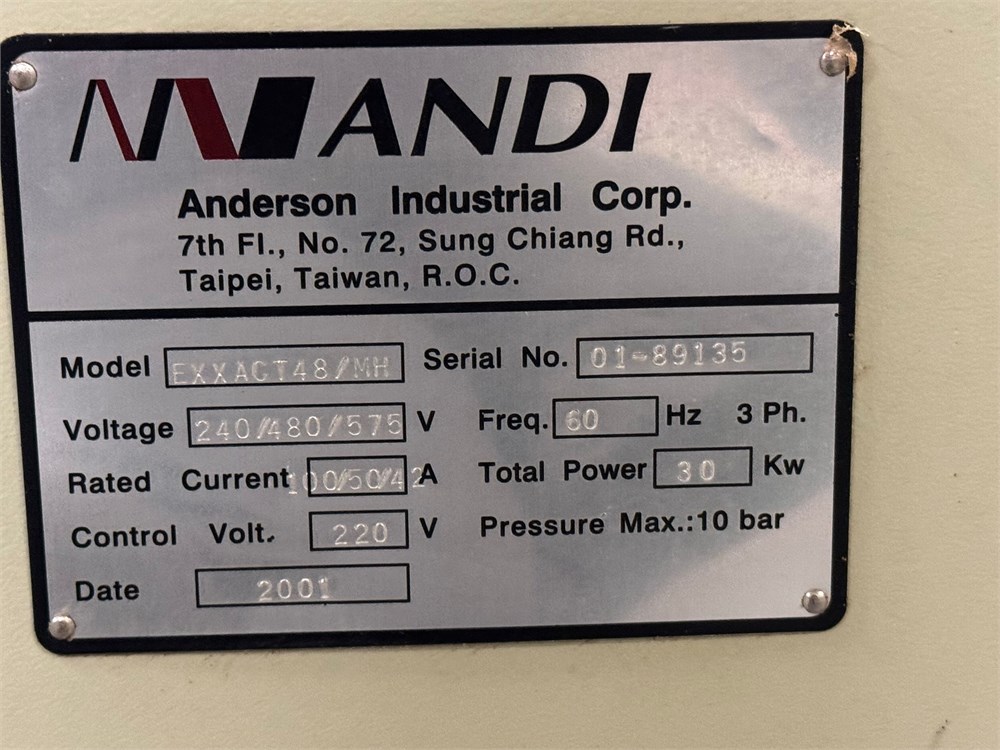 ANDI
Anderson Industrial Corp.
7th Fl., No. 72, Sung Chiang Rd.,
Taipei, Taiwan, R.O.C.
Model EXXACT48/MH Serial No. 01-89135
Voltage 240/480/575 V Freq. 60 Hz 3 Ph.
Rated Current 100/50/42 A Total Power 30 Kw
Control Volt. 220 V Pressure Max.:10 bar
Date 2001